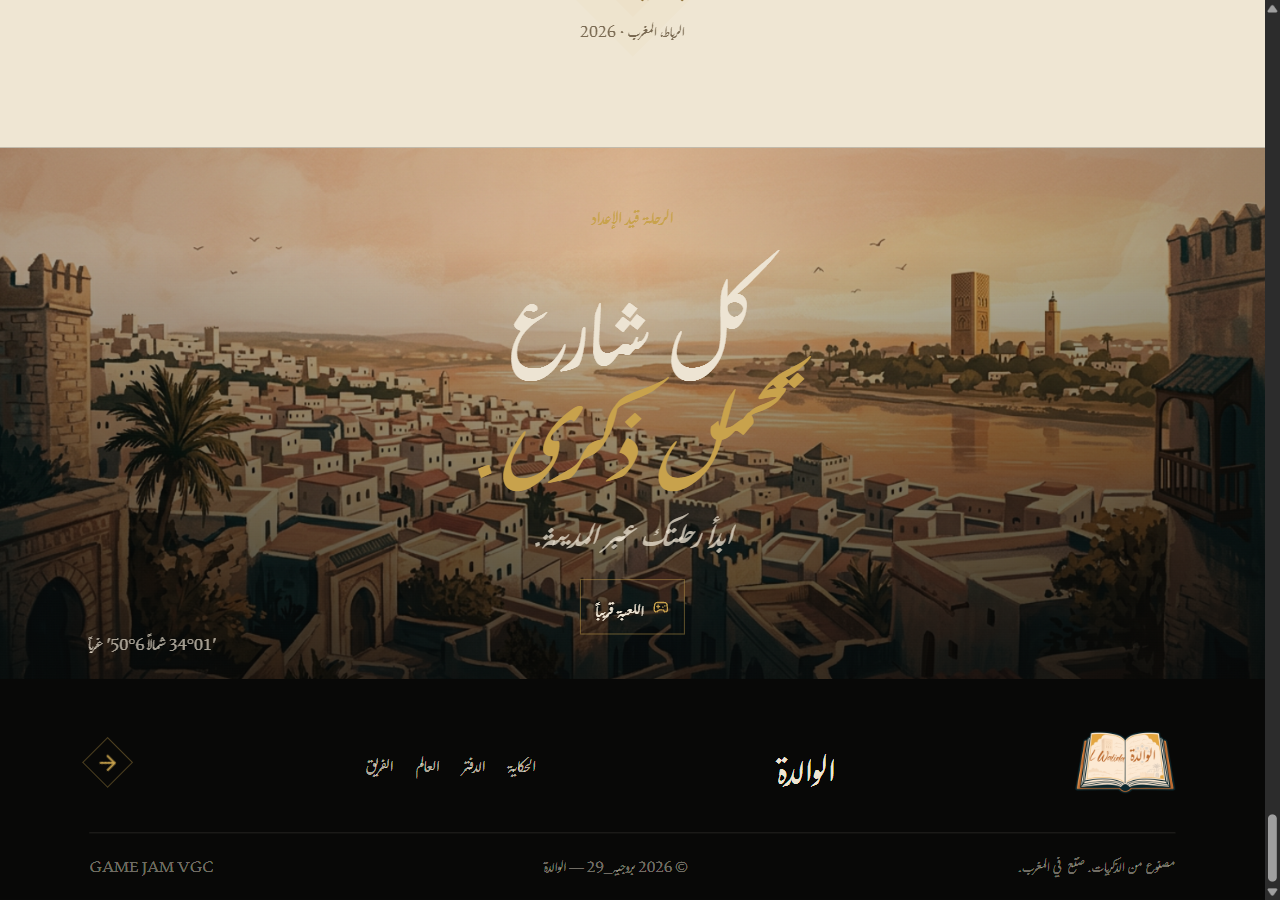 الرباط، المغرب · 2026
الرحلة قيد الإعداد
كل شارع
يحمل ذكرى.
ابدأ رحلتك عبر المدينة.
اللعبة قريباً
34°01′ شمالاً 6°50′ غرباً
الوالدة
الوالدة
الحكاية
الدفتر
العالم
الفريق
مصنوع من الذكريات. صُنع في المغرب.
© 2026 بروجيـ_29 — الوالدة
GAME JAM VGC